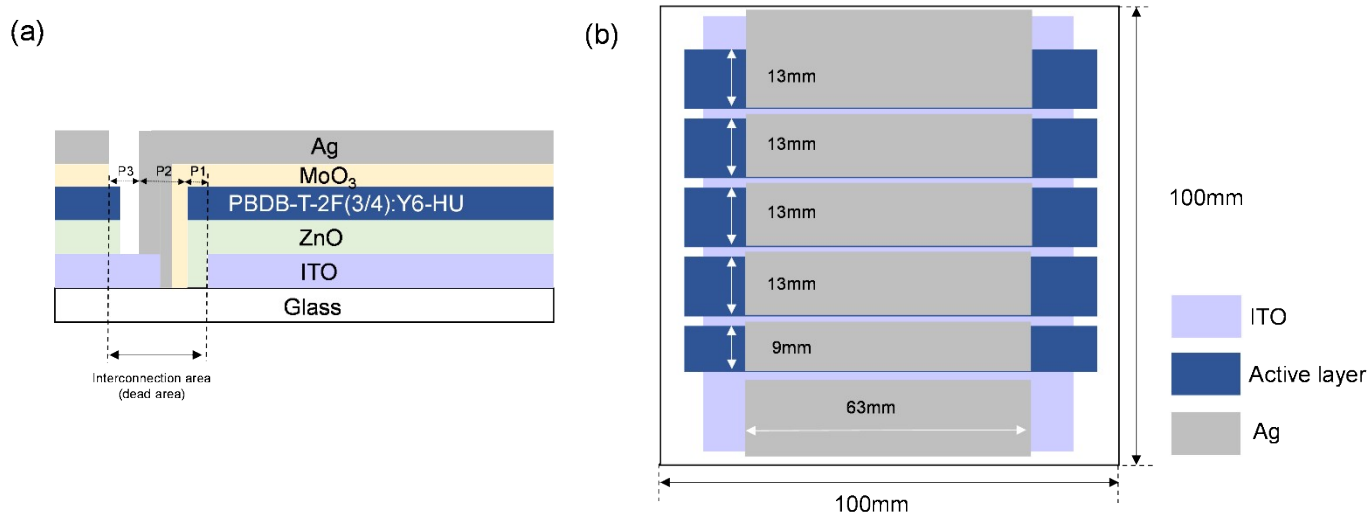 (a)
Ag
P3
P2
P1
MoO3
PBDB-T-2F(3/4):Y6-HU
ZnO
ITO
Glass
Interconnection area
(dead area)
(b)
13mm
13mm
13mm
13mm
9mm
63mm
100mm
100mm
ITO
Active layer
Ag